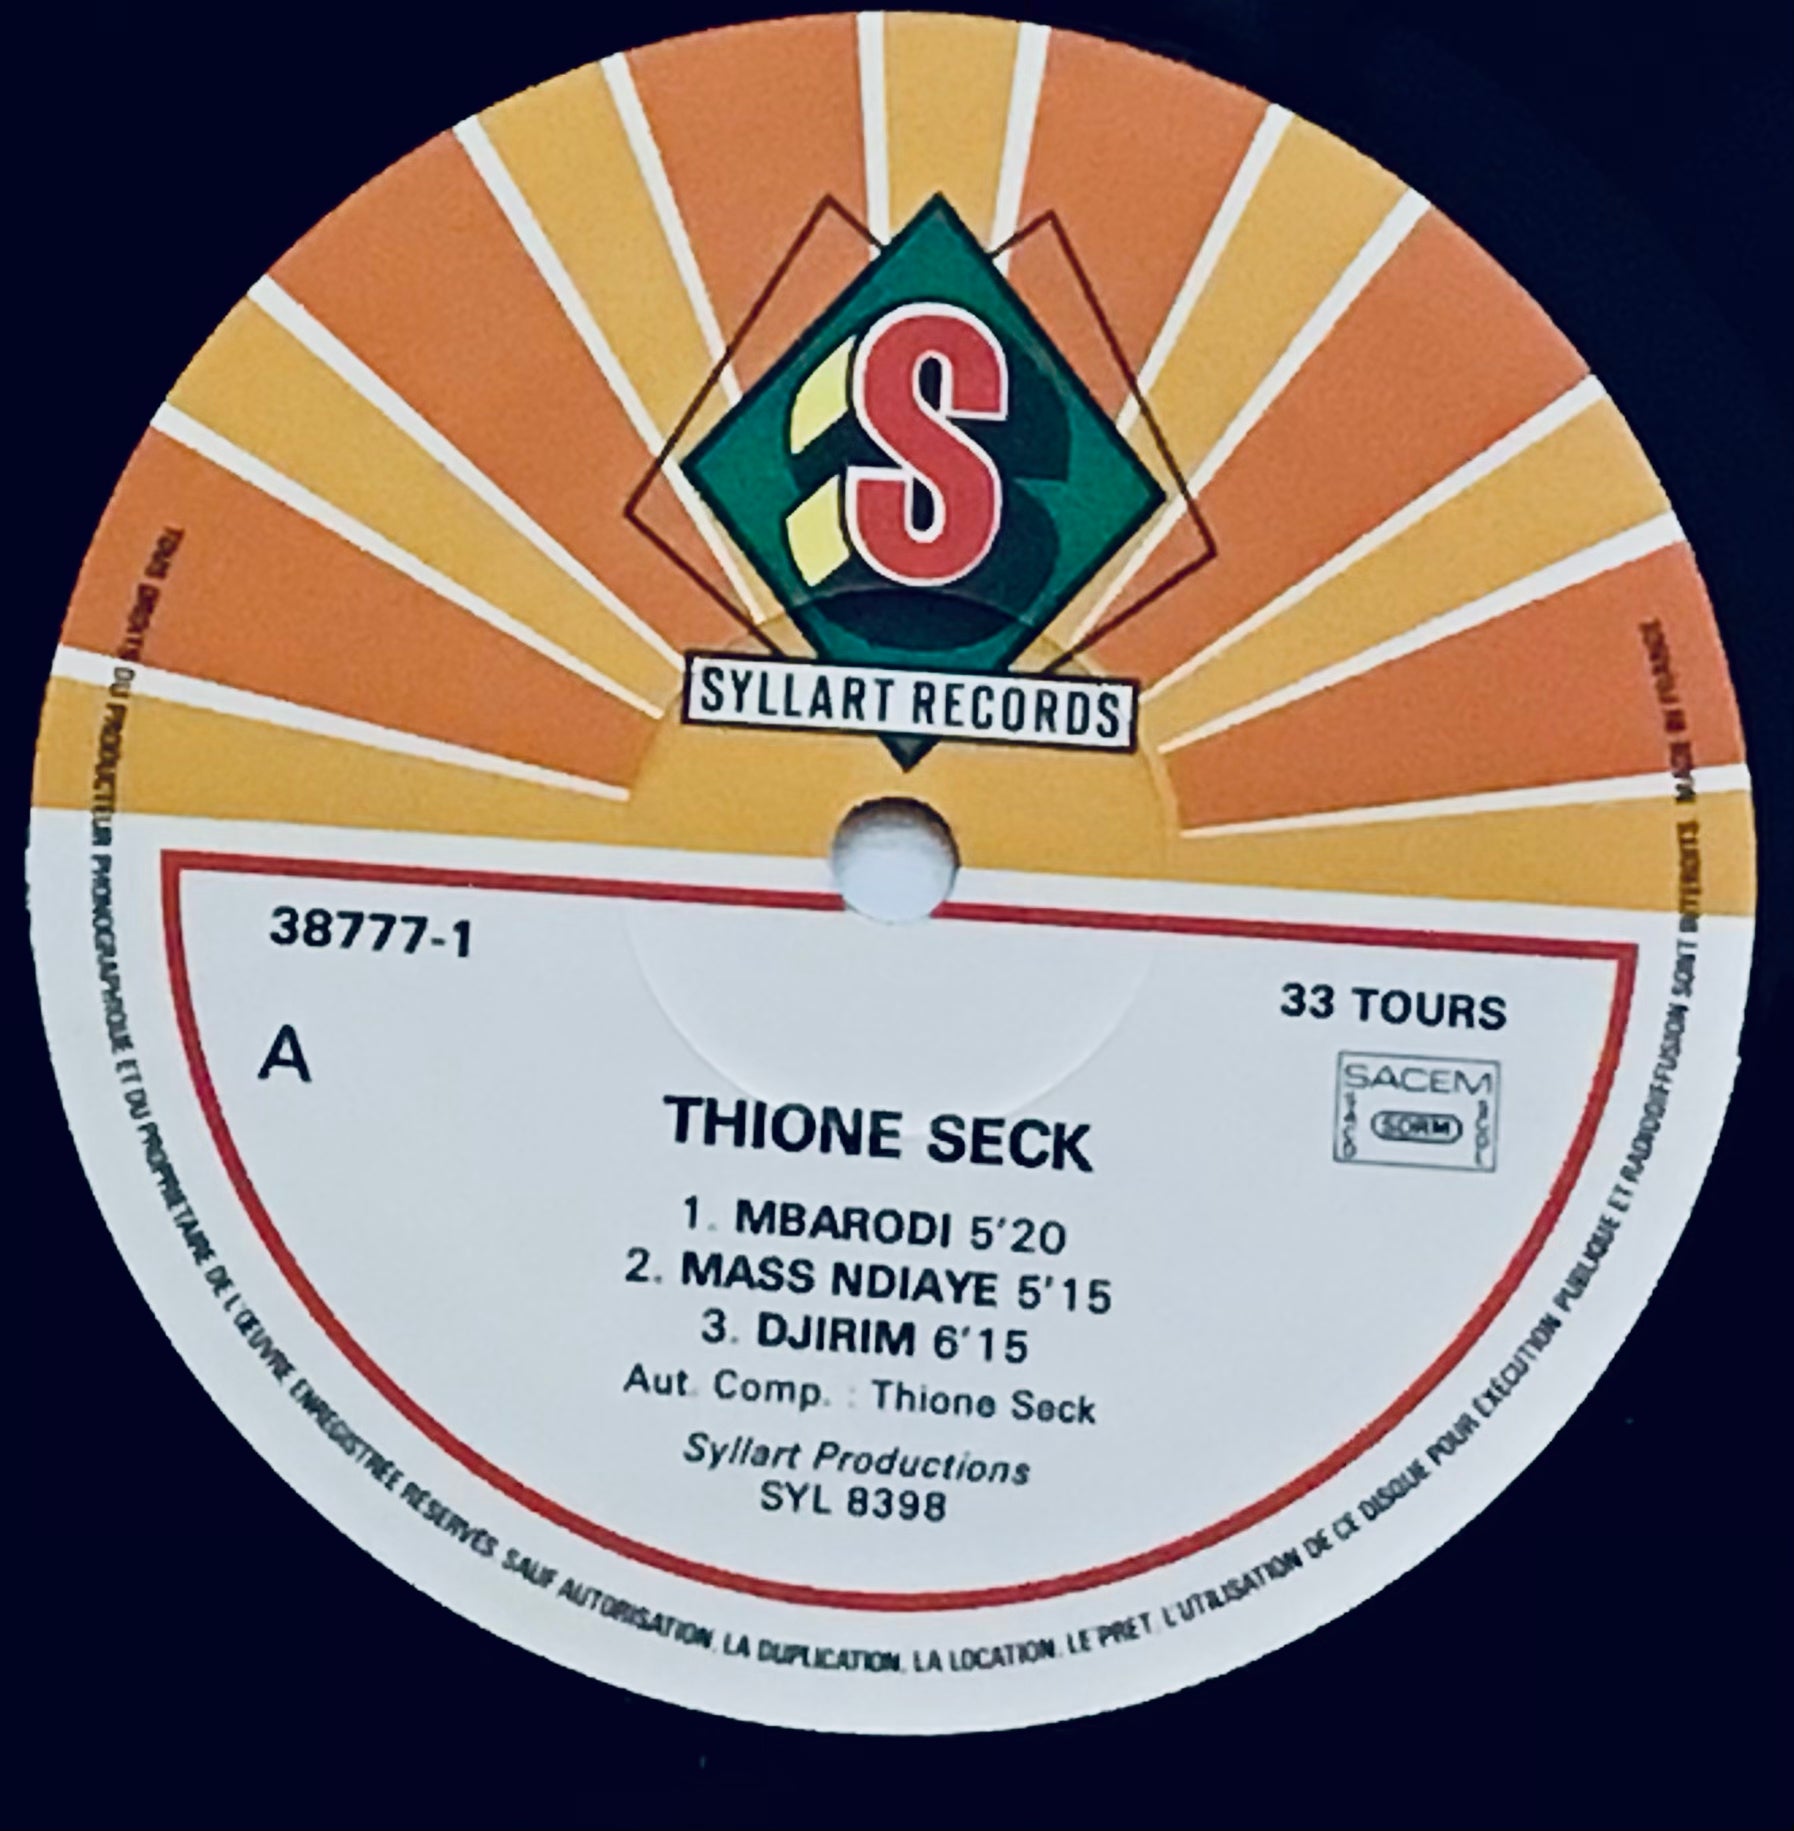 S
SYLLART RECORDS
38777-1
33 TOURS
A
SACEM
SDRM
THIONE SECK
1. MBARODI 5'20
2. MASS NDIAYE 5'15
3. DJIRIM 6'15
Aut. Comp. : Thione Seck
Syllart Productions
SYL 8398
TOUS DROITS DU PRODUCTEUR PHONOGRAPHIQUE ET DU PROPRIETAIRE DE L'ŒUVRE ENREGISTRÉE RÉSERVÉS. SAUF AUTORISATION, LA DUPLICATION, LA LOCATION, LE PRET, L'UTILISATION DE CE DISQUE POUR EXÉCUTION PUBLIQUE ET RADIODIFFUSION SONT INTERDITS. MADE IN FRANCE